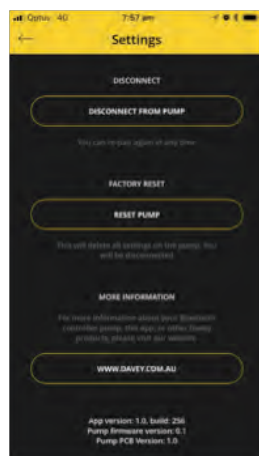 Optus 4G 7:57 pm
Settings
DISCONNECT
DISCONNECT FROM PUMP
You can re-pair again at any time
FACTORY RESET
RESET PUMP
This will delete all settings on the pump. You
will be disconnected
MORE INFORMATION
For more information about your Bluetooth
controller pump, this app, or other Davey
products, please visit our website
WWW.DAVEY.COM.AU
App version: 1.0, build: 256
Pump firmware version: 0.1
Pump PCB Version: 1.0